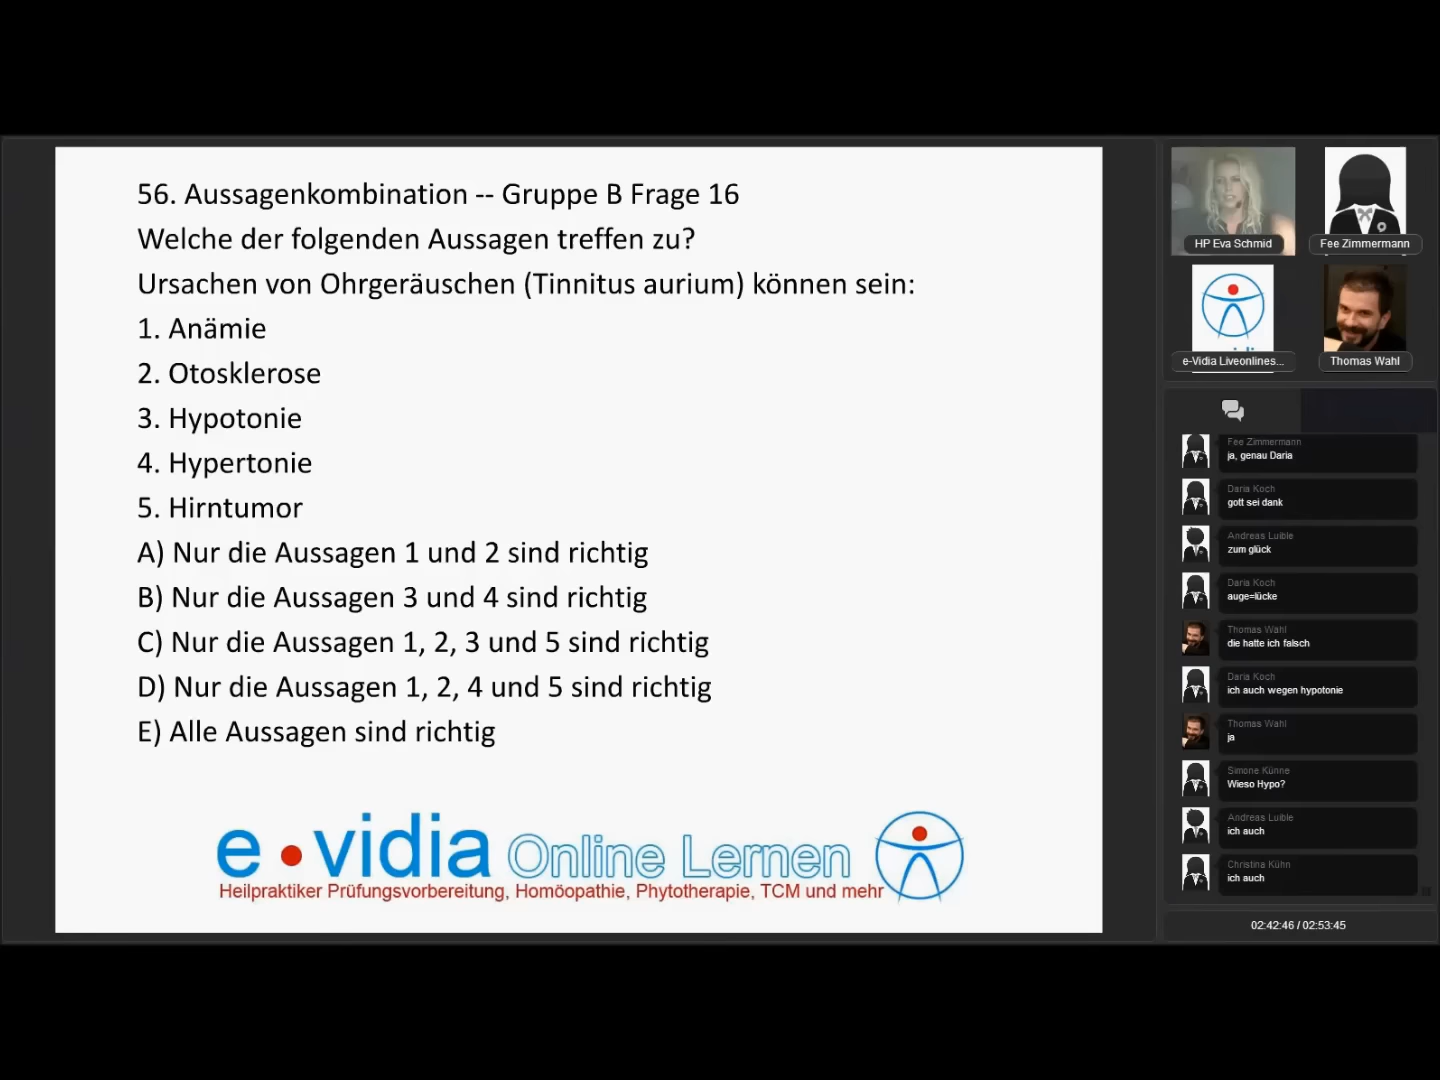 56. Aussagenkombination -- Gruppe B Frage 16
Welche der folgenden Aussagen treffen zu?
Ursachen von Ohrgeräuschen (Tinnitus aurium) können sein:
1. Anämie
2. Otosklerose
3. Hypotonie
4. Hypertonie
5. Hirntumor
A) Nur die Aussagen 1 und 2 sind richtig
B) Nur die Aussagen 3 und 4 sind richtig
C) Nur die Aussagen 1, 2, 3 und 5 sind richtig
D) Nur die Aussagen 1, 2, 4 und 5 sind richtig
E) Alle Aussagen sind richtig
e•vidia Online Lernen
Heilpraktiker Prüfungsvorbereitung, Homöopathie, Phytotherapie, TCM und mehr
HP Eva Schmid
Fee Zimmermann
e-Vidia Liveonlines...
Thomas Wahl
Fee Zimmermann
ja, genau Daria
Daria Koch
gott sei dank
Andreas Luible
zum glück
Daria Koch
auge=lücke
Thomas Wahl
die hatte ich falsch
Daria Koch
ich auch wegen hypotonie
Thomas Wahl
ja
Simone Künne
Wieso Hypo?
Andreas Luible
ich auch
Christina Kühn
ich auch
02:42:46 / 02:53:45